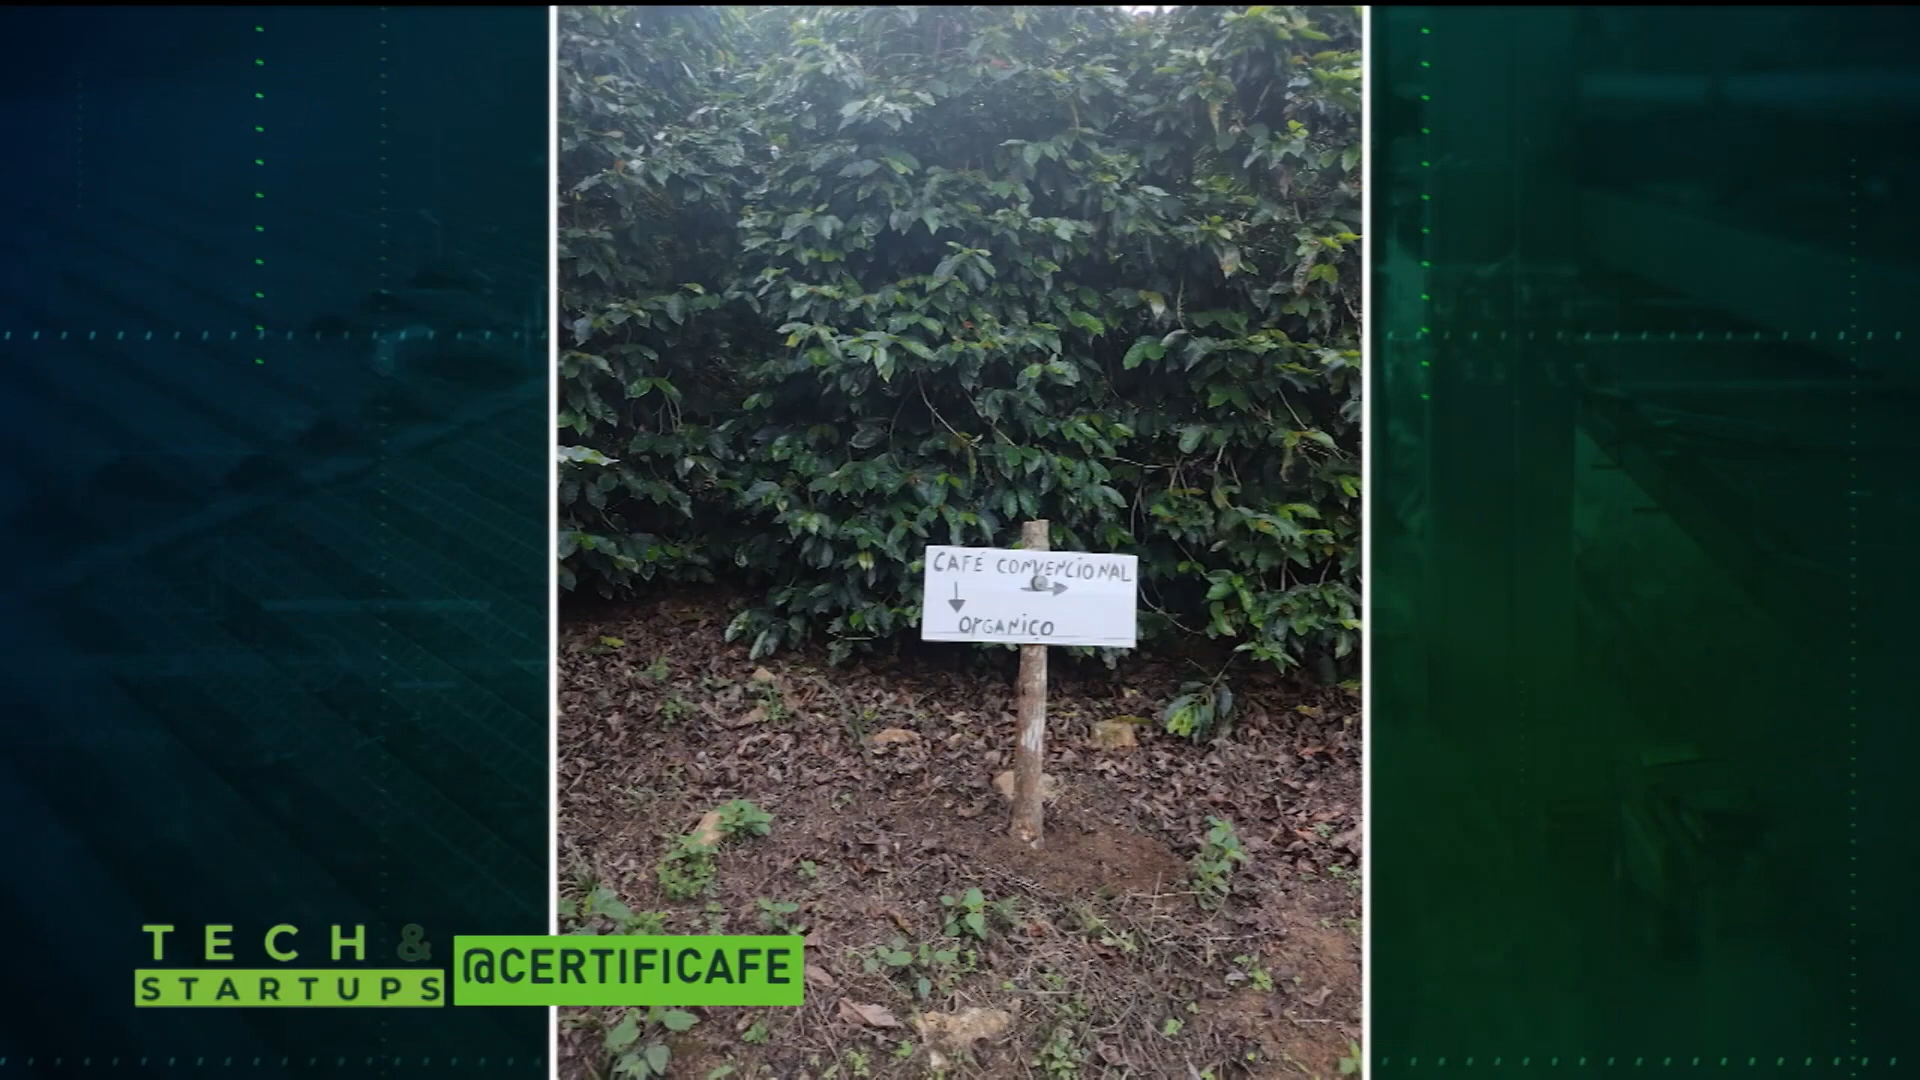 CAFÉ CONVENCIONAL
ORGANICO
TECH &
STARTUPS
@CERTIFICAFE